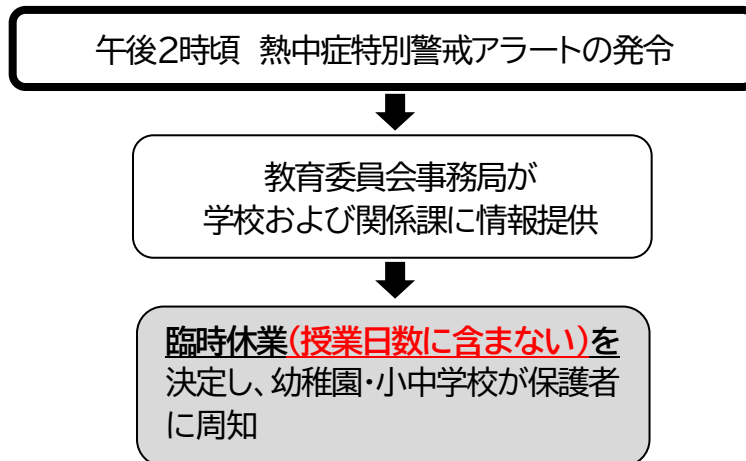 午後2時頃 熱中症特別警戒アラートの発令
教育委員会事務局が
学校および関係課に情報提供
臨時休業(授業日数に含まない)を
決定し、幼稚園・小中学校が保護者
に周知